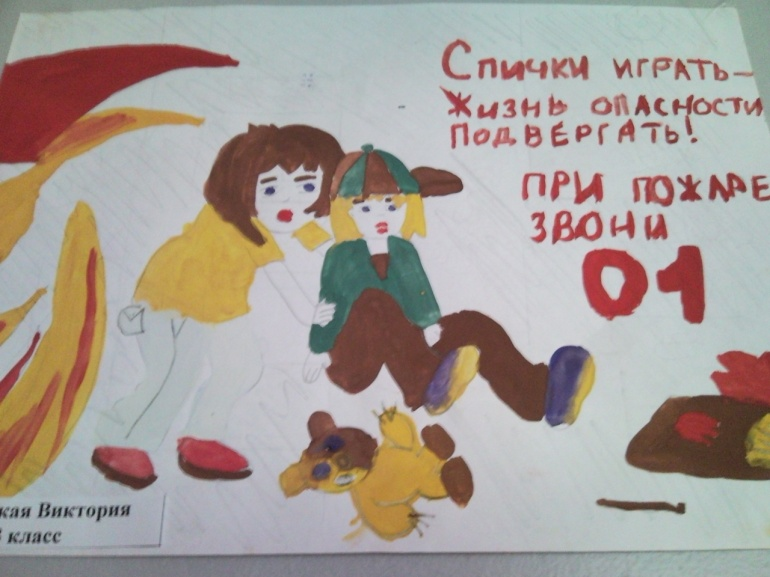 Спички играть–
жизнь опасности
подвергать!
ПРИ ПОЖАРЕ
ЗВОНИ
01
Виктория
класс